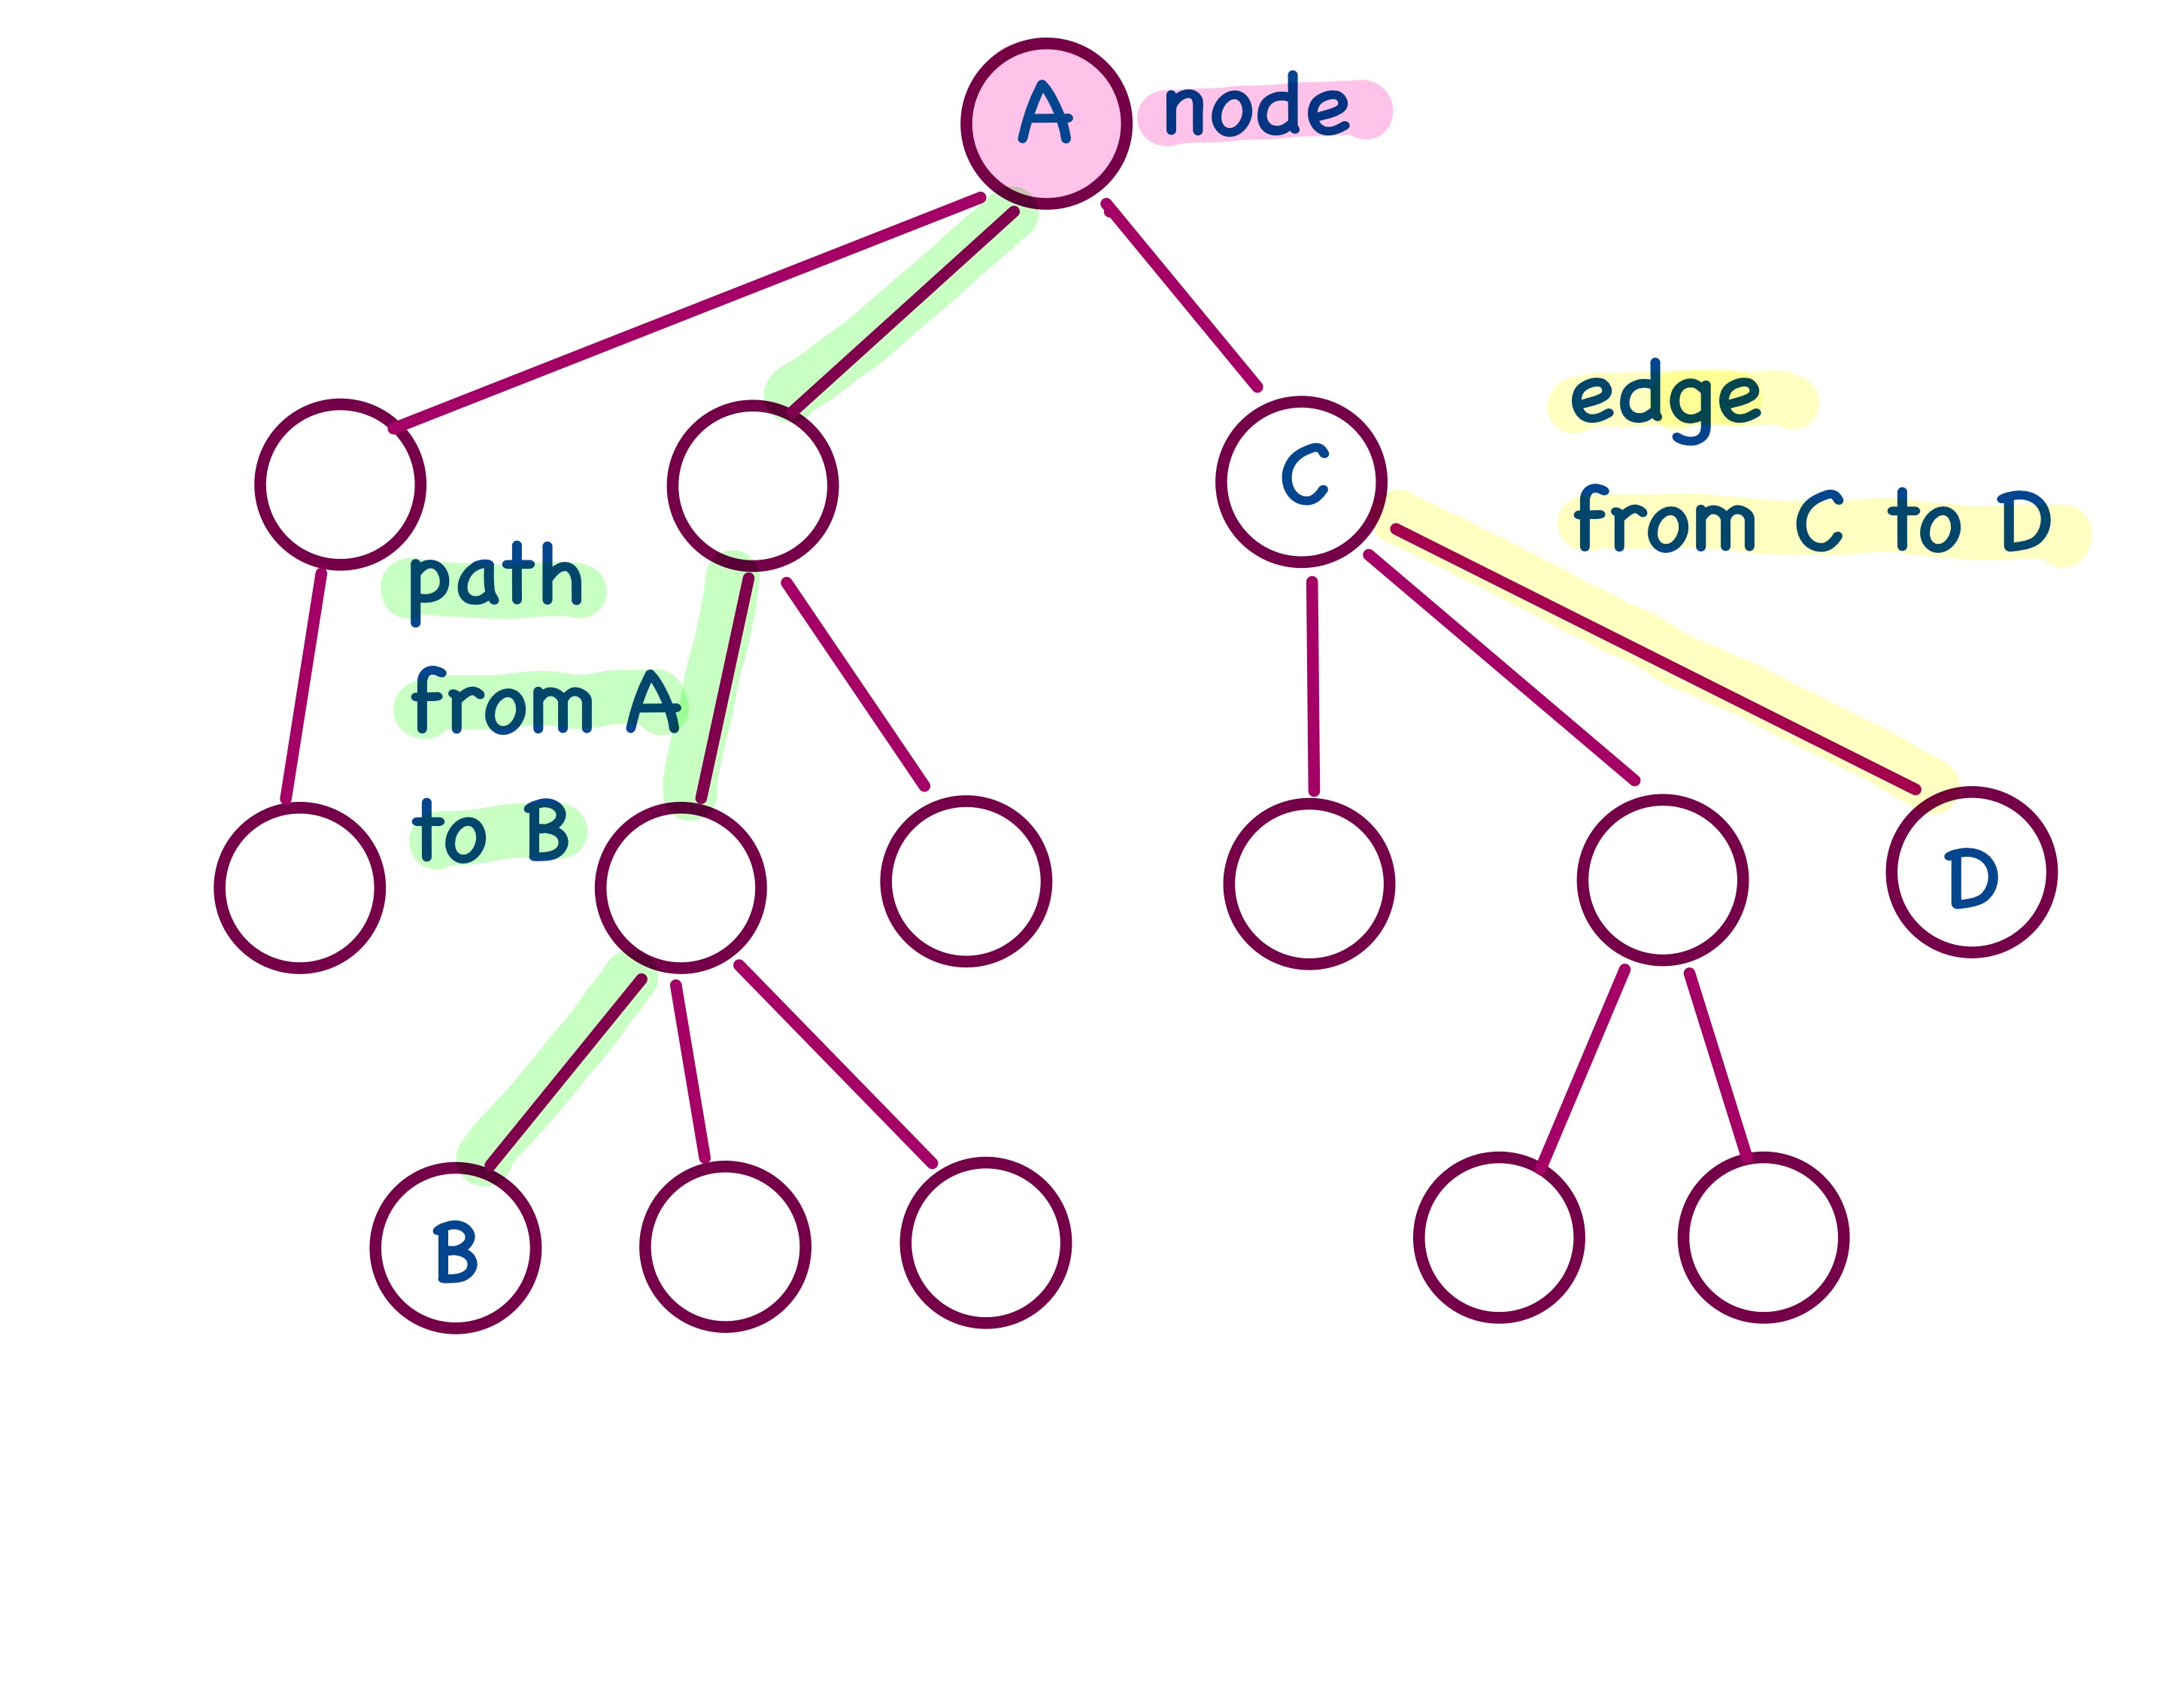 A
node
C
edge
from C to D
path
from A
to B
D
B